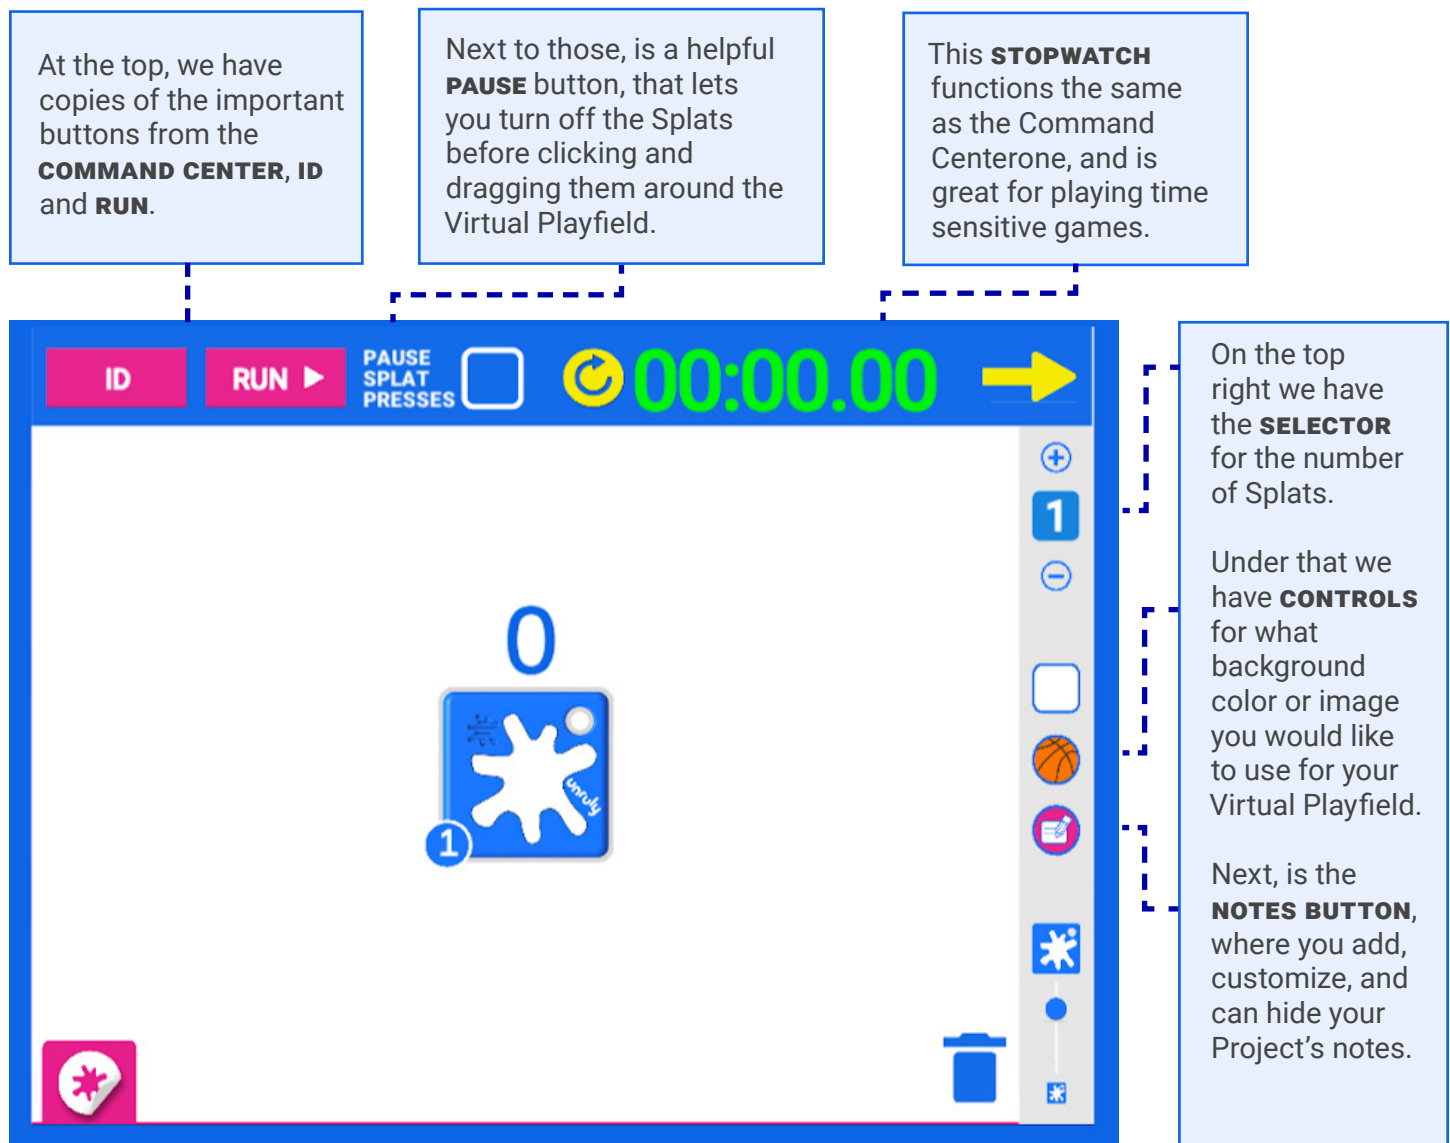 At the top, we have
copies of the important
buttons from the
COMMAND CENTER, ID
and RUN.
Next to those, is a helpful
PAUSE button, that lets
you turn off the Splats
before clicking and
dragging them around the
Virtual Playfield.
This STOPWATCH
functions the same
as the Command
Centerone, and is
great for playing time
sensitive games.
ID
RUN
PAUSE
SPLAT
PRESSES
00:00.00
1
0
unruly
1
On the top
right we have
the SELECTOR
for the number
of Splats.
Under that we
have CONTROLS
for what
background
color or image
you would like
to use for your
Virtual Playfield.
Next, is the
NOTES BUTTON,
where you add,
customize, and
can hide your
Project's notes.